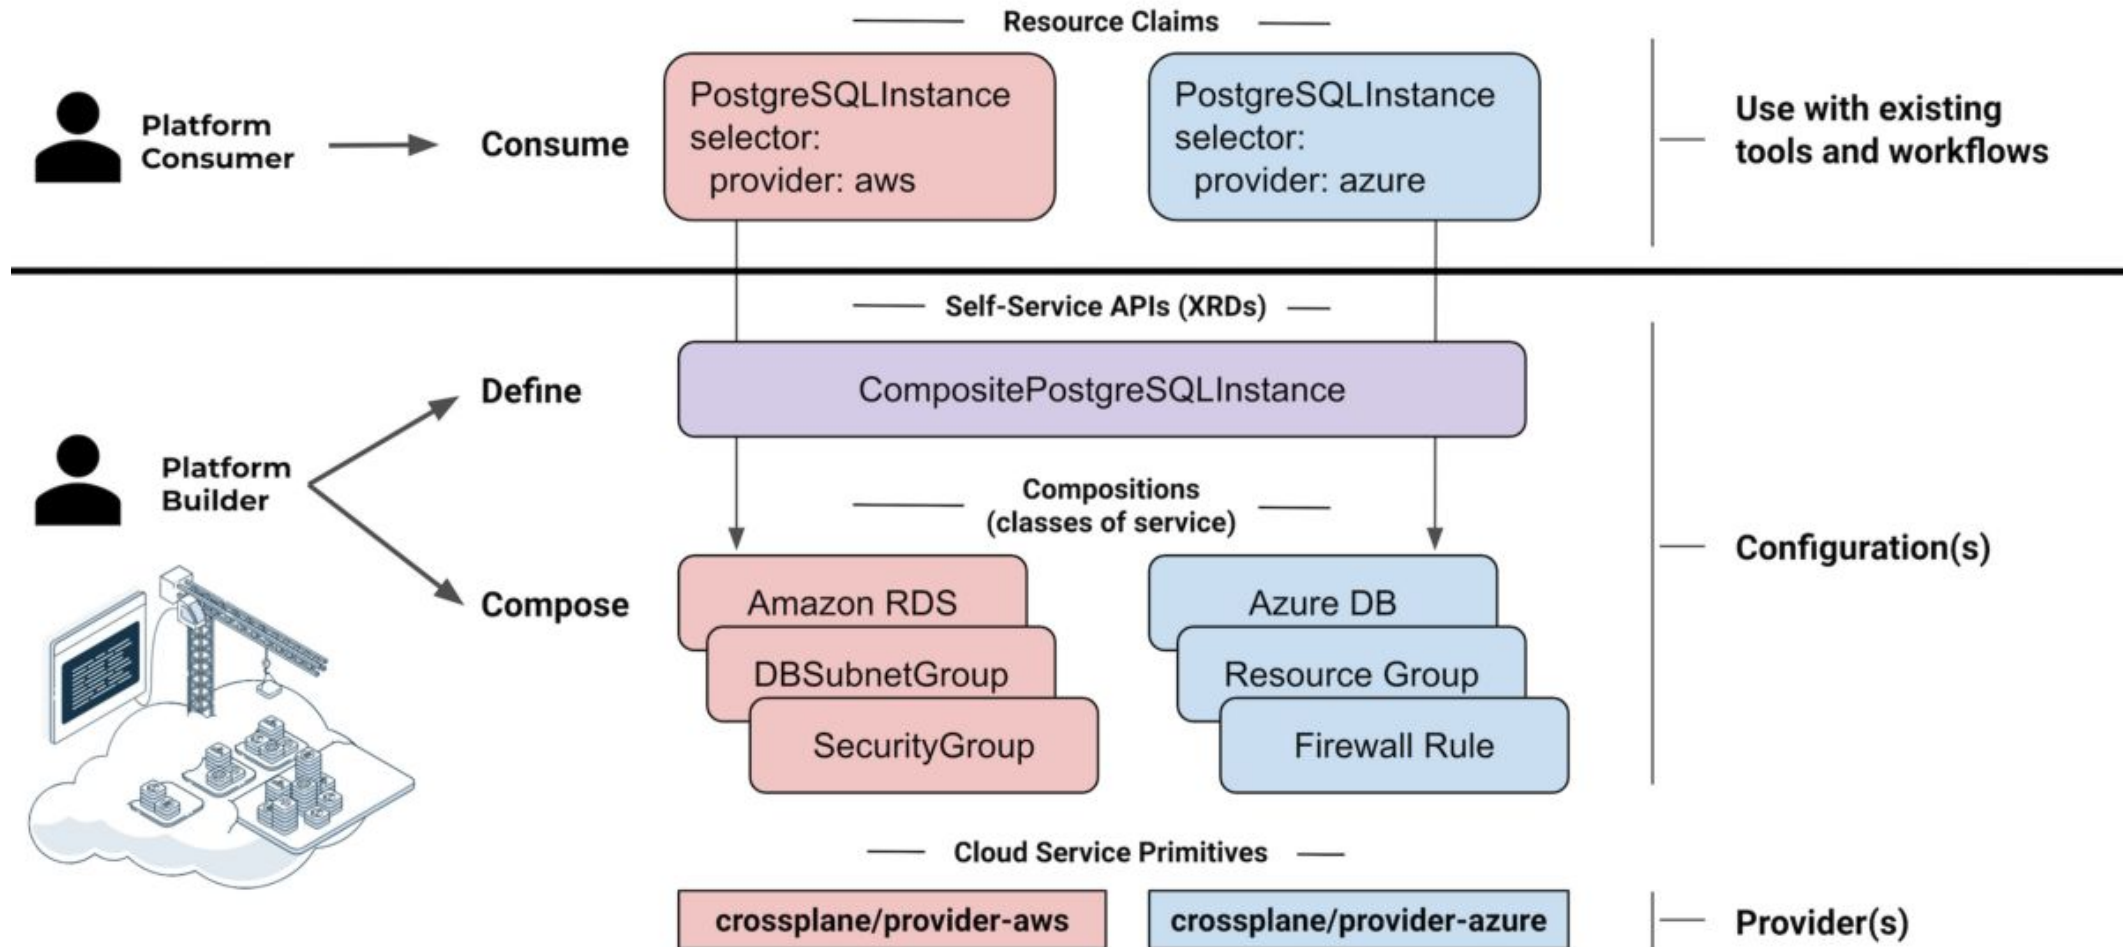 Resource Claims
Platform
Consumer
Consume
PostgreSQLInstance
selector:
provider: aws
PostgreSQLInstance
selector:
provider: azure
Use with existing
tools and workflows
Self-Service APIs (XRDs)
Define
CompositePostgreSQLInstance
Platform
Builder
Compositions
(classes of service)
Configuration(s)
Compose
Amazon RDS
DBSubnetGroup
SecurityGroup
Azure DB
Resource Group
Firewall Rule
Cloud Service Primitives
crossplane/provider-aws
crossplane/provider-azure
Provider(s)